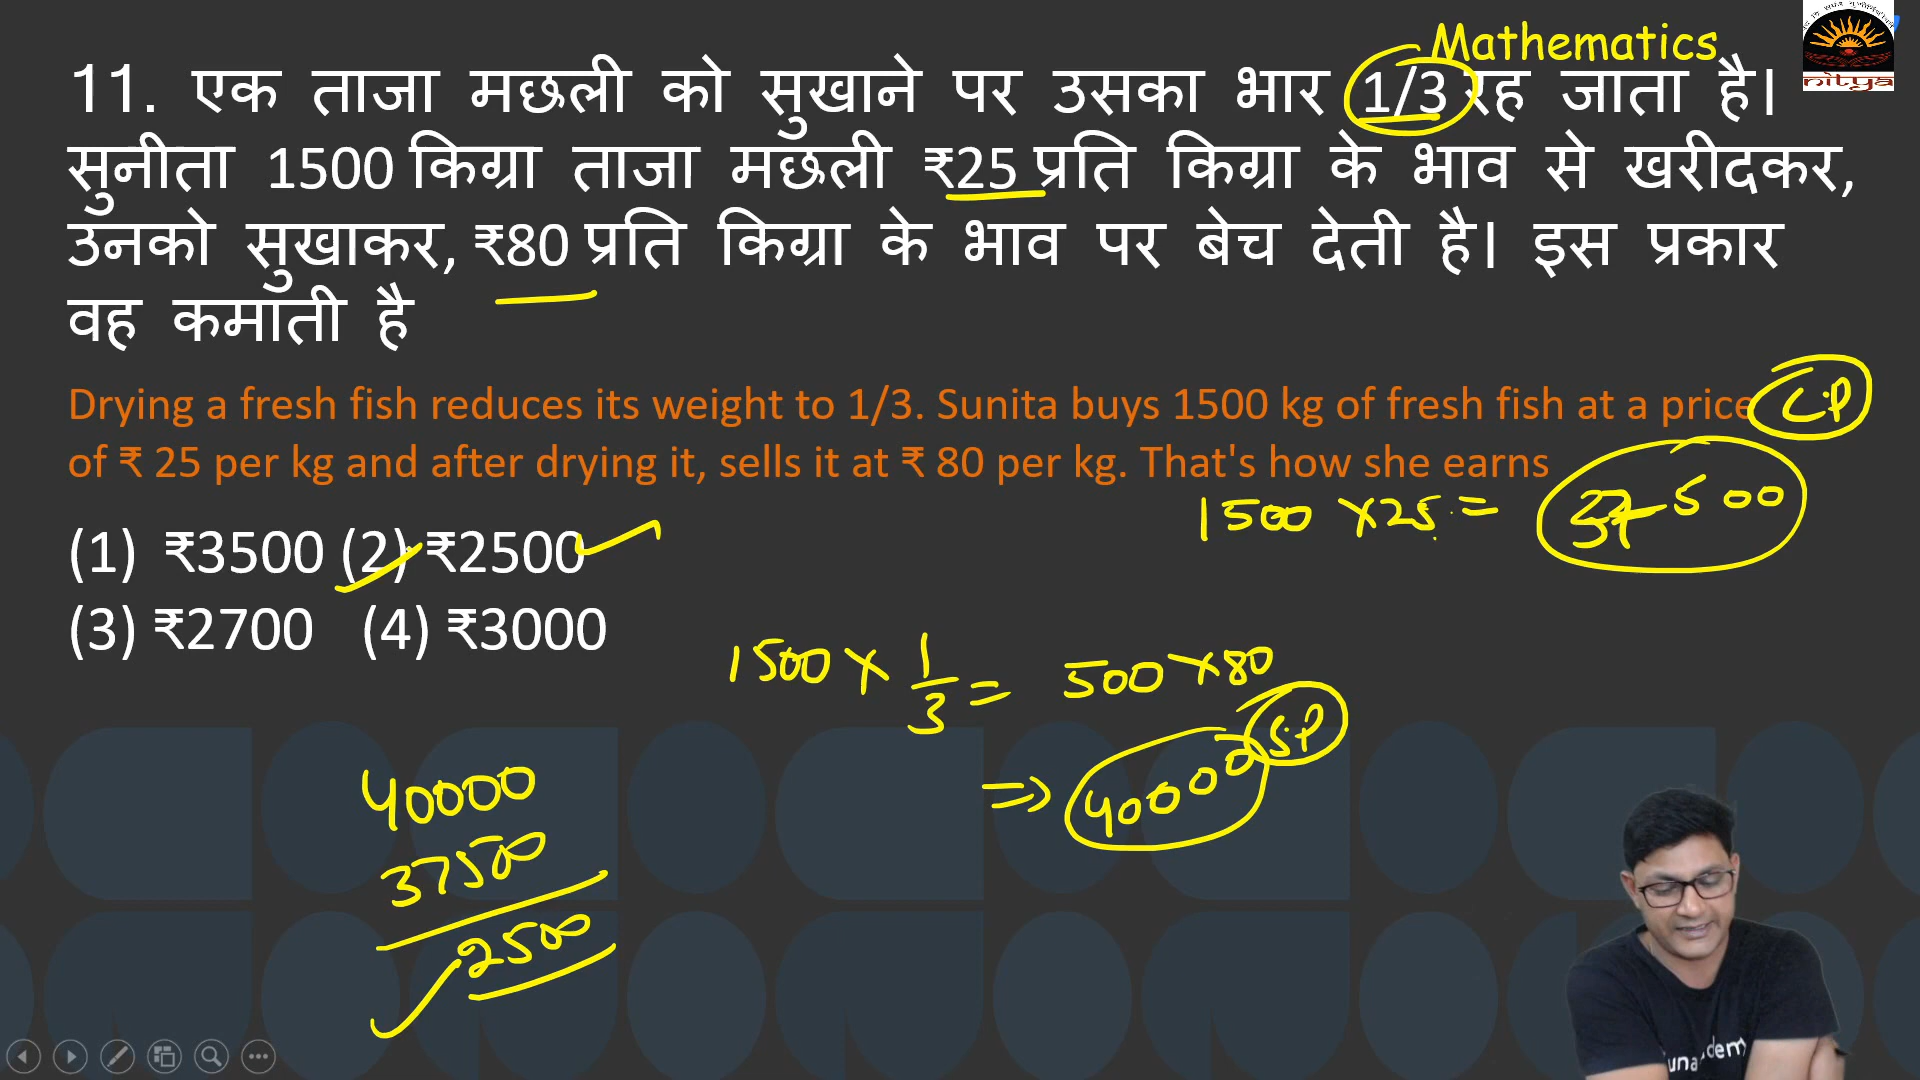 Mathematics
11. एक ताजा मछली को सुखाने पर उसका भार 1/3 रह जाता है।
सुनीता 1500 किग्रा ताजा मछली ₹25 प्रति किग्रा के भाव से खरीदकर,
उनको सुखाकर, ₹80 प्रति किग्रा के भाव पर बेच देती है। इस प्रकार
वह कमाती है
Drying a fresh fish reduces its weight to 1/3. Sunita buys 1500 kg of fresh fish at a price
of ₹ 25 per kg and after drying it, sells it at ₹ 80 per kg. That's how she earns
C.P
1500 × 25 = 37500
(1) ₹3500 (2) ₹2500
(3) ₹2700 (4) ₹3000
1500 × 1/3 = 500 × 80
⇒ 40000 S.P
40000
37500
2500
nitya